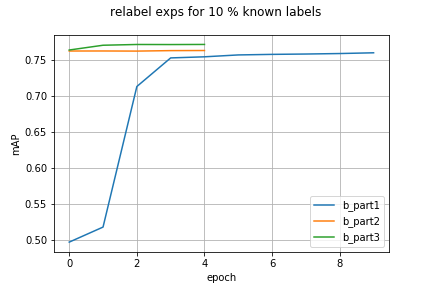 relabel exps for 10 % known labels
mAP
0.75
0.70
0.65
0.60
0.55
0.50
0 2 4 6 8
epoch
b_part1
b_part2
b_part3